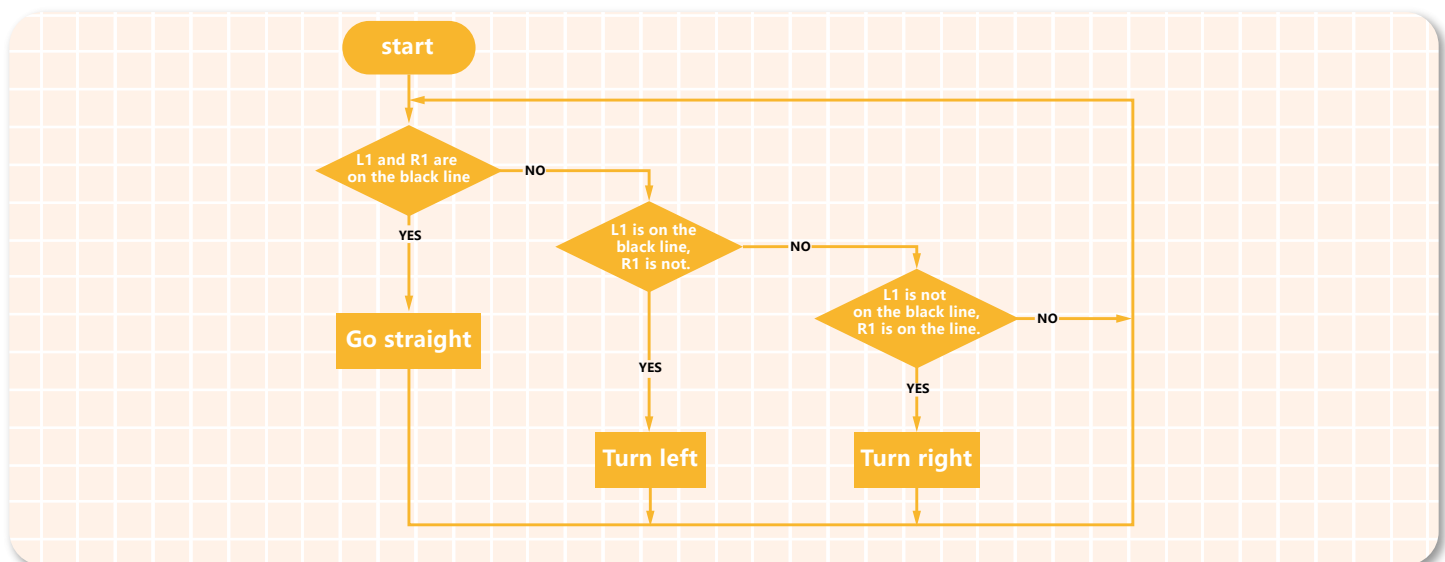 start
L1 and R1 are
on the black line
NO
YES
L1 is on the
black line,
R1 is not.
NO
YES
L1 is not
on the black line,
R1 is on the line.
NO
YES
Go straight
Turn left
Turn right